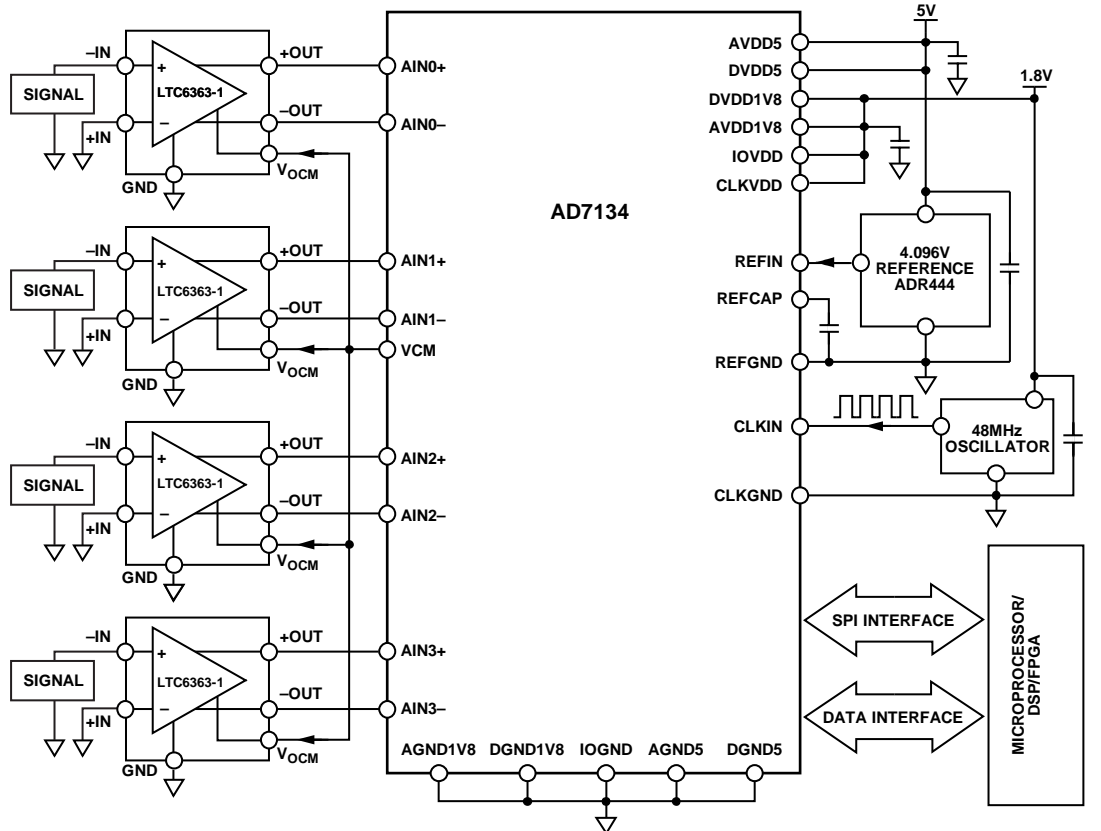 –IN
+OUT
SIGNAL
+
LTC6363-1
–
+IN
–OUT
VOCM
GND
AIN0+
AIN0–
–IN
+OUT
SIGNAL
+
LTC6363-1
–
+IN
–OUT
VOCM
GND
AIN1+
AIN1–
VCM
–IN
+OUT
SIGNAL
+
LTC6363-1
–
+IN
–OUT
VOCM
GND
AIN2+
AIN2–
–IN
+OUT
SIGNAL
+
LTC6363-1
–
+IN
–OUT
VOCM
GND
AIN3+
AIN3–
AD7134
AVDD5
DVDD5
DVDD1V8
AVDD1V8
IOVDD
CLKVDD
REFIN
REFCAP
REFGND
CLKIN
CLKGND
AGND1V8 DGND1V8 IOGND AGND5 DGND5
5V
1.8V
4.096V
REFERENCE
ADR444
48MHz
OSCILLATOR
SPI INTERFACE
DATA INTERFACE
MICROPROCESSOR/
DSP/FPGA